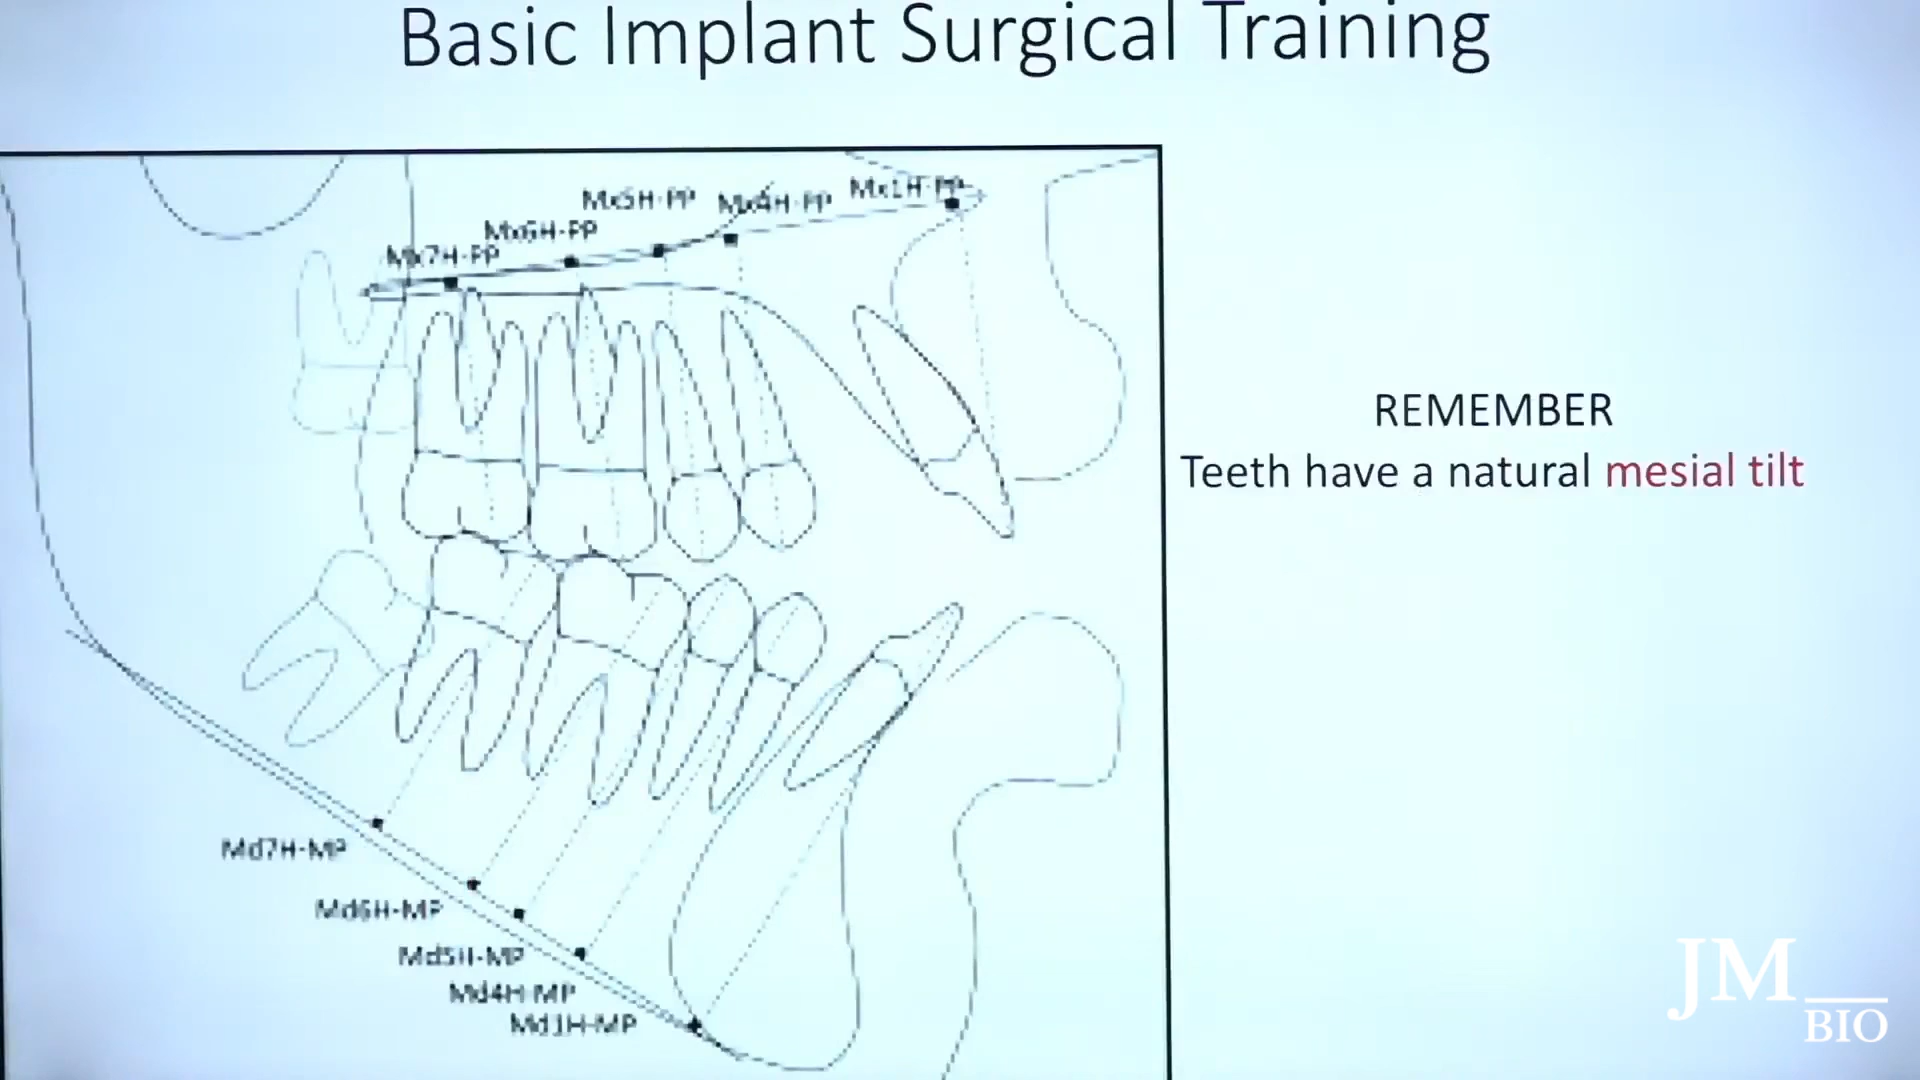 Basic Implant Surgical Training
Mx5H-PP
Mx4H-PP
Mx1H-PP
Mx6H-PP
Mx7H-PP
REMEMBER
Teeth have a natural mesial tilt
Md7H-MP
Md6H-MP
Md5H-MP
Md4H-MP
Md1H-MP
JM
BIO